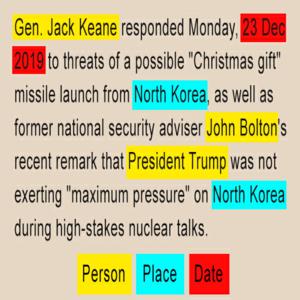 Gen. Jack Keane responded Monday, 23 Dec
2019 to threats of a possible "Christmas gift"
missile launch from North Korea, as well as
former national security adviser John Bolton's
recent remark that President Trump was not
exerting "maximum pressure" on North Korea
during high-stakes nuclear talks.
Person Place Date